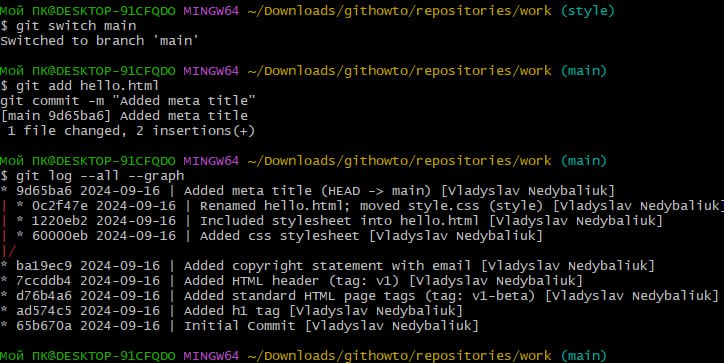 Мой ПК@DESKTOP-91CFQDO MINGW64 ~/Downloads/githowto/repositories/work (style)
$ git switch main
Switched to branch 'main'
Мой ПК@DESKTOP-91CFQDO MINGW64 ~/Downloads/githowto/repositories/work (main)
$ git add hello.html
git commit -m "Added meta title"
[main 9d65ba6] Added meta title
 1 file changed, 2 insertions(+)
Мой ПК@DESKTOP-91CFQDO MINGW64 ~/Downloads/githowto/repositories/work (main)
$ git log --all --graph
* 9d65ba6 2024-09-16 | Added meta title (HEAD -> main) [Vladyslav Nedybaliuk]
| * 0c2f47e 2024-09-16 | Renamed hello.html; moved style.css (style) [Vladyslav Nedybaliuk]
| * 1220eb2 2024-09-16 | Included stylesheet into hello.html [Vladyslav Nedybaliuk]
| * 60000eb 2024-09-16 | Added css stylesheet [Vladyslav Nedybaliuk]
|/
* ba19ec9 2024-09-16 | Added copyright statement with email [Vladyslav Nedybaliuk]
* 7ccddb4 2024-09-16 | Added HTML header (tag: v1) [Vladyslav Nedybaliuk]
* d76b4a6 2024-09-16 | Added standard HTML page tags (tag: v1-beta) [Vladyslav Nedybaliuk]
* ad574c5 2024-09-16 | Added h1 tag [Vladyslav Nedybaliuk]
* 65b670a 2024-09-16 | Initial Commit [Vladyslav Nedybaliuk]
Мой ПК@DESKTOP-91CFQDO MINGW64 ~/Downloads/githowto/repositories/work (main)